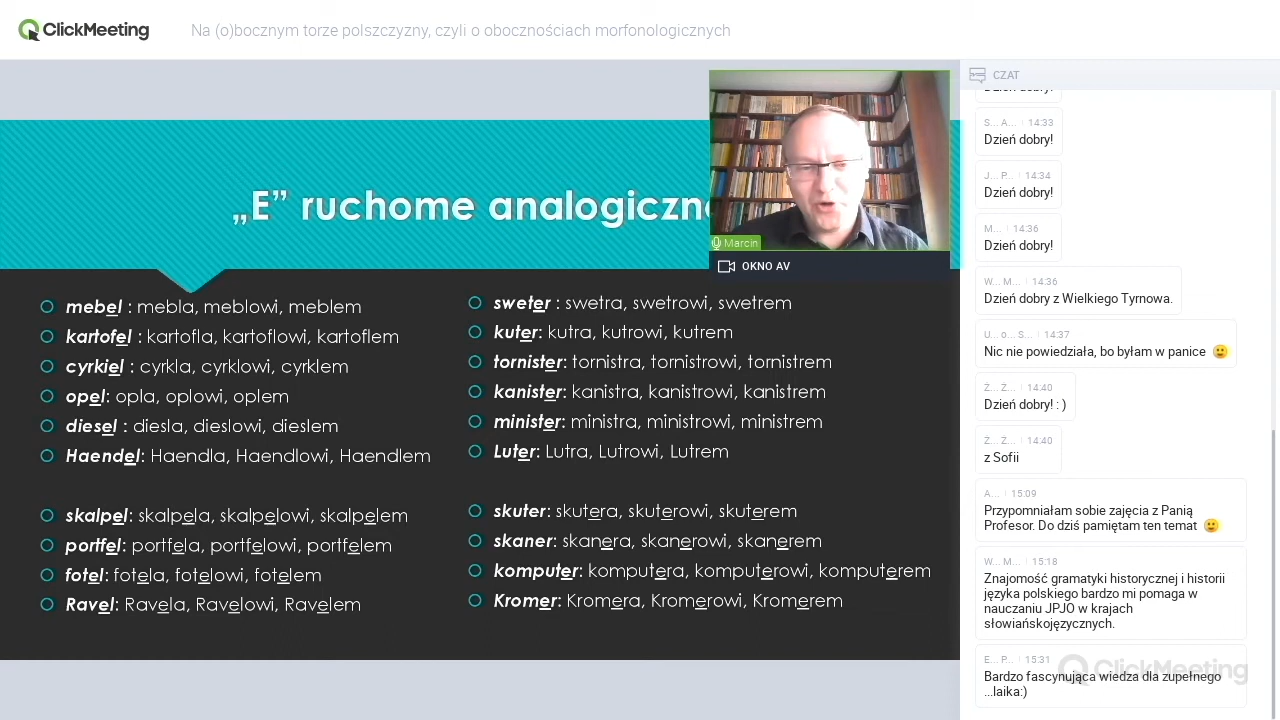 ClickMeeting
Na (o)bocznym torze polszczyzny, czyli o obocznościach morfonologicznych
„E” ruchome analogiczn
Marcin
OKNO AV
mebel : mebla, meblowi, meblem
kartofel : kartofla, kartoflowi, kartoflem
cyrkiel : cyrkla, cyrklowi, cyrklem
opel: opla, oplowi, oplem
diesel : diesla, dieslowi, dieslem
Haendel: Haendla, Haendlowi, Haendlem
skalpel: skalpela, skalpelowi, skalpelem
portfel: portfela, portfelowi, portfelem
fotel: fotela, fotelowi, fotelem
Ravel: Ravela, Ravelowi, Ravelem
sweter : swetra, swetrowi, swetrem
kuter: kutra, kutrowi, kutrem
tornister: tornistra, tornistrowi, tornistrem
kanister: kanistra, kanistrowi, kanistrem
minister: ministra, ministrowi, ministrem
Luter: Lutra, Lutrowi, Lutrem
skuter: skutera, skuterowi, skuterem
skaner: skanera, skanerowi, skanerem
komputer: komputera, komputerowi, komputerem
Kromer: Kromera, Kromerowi, Kromerem
CZAT
Dzień dobry!
S... A... 14:33
Dzień dobry!
J... P... 14:34
Dzień dobry!
M... 14:36
Dzień dobry!
W... M... 14:36
Dzień dobry z Wielkiego Tyrnowa.
U... o... S... 14:37
Nic nie powiedziała, bo byłam w panice 🙂
Ż... Ż... 14:40
Dzień dobry! : )
Ż... Ż... 14:40
z Sofii
A... 15:09
Przypomniałam sobie zajęcia z Panią
Profesor. Do dziś pamiętam ten temat 🙂
W... M... 15:18
Znajomość gramatyki historycznej i historii
języka polskiego bardzo mi pomaga w
nauczaniu JPJO w krajach
słowiańskojęzycznych.
E... P... 15:31
Bardzo fascynująca wiedza dla zupełnego
...laika:)
ClickMeeting